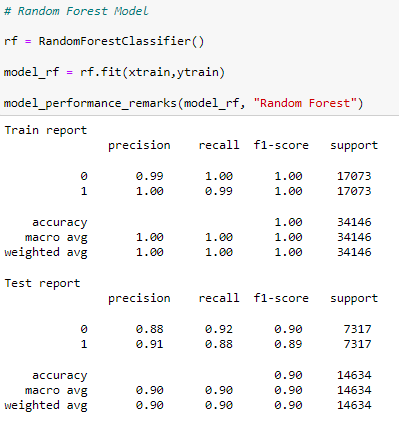 # Random Forest Model
rf = RandomForestClassifier()
model_rf = rf.fit(xtrain,ytrain)
model_performance_remarks(model_rf, "Random Forest")
Train report
precision recall f1-score support
0 0.99 1.00 1.00 17073
1 1.00 0.99 1.00 17073
accuracy 1.00 34146
macro avg 1.00 1.00 1.00 34146
weighted avg 1.00 1.00 1.00 34146
Test report
precision recall f1-score support
0 0.88 0.92 0.90 7317
1 0.91 0.88 0.89 7317
accuracy 0.90 14634
macro avg 0.90 0.90 0.90 14634
weighted avg 0.90 0.90 0.90 14634